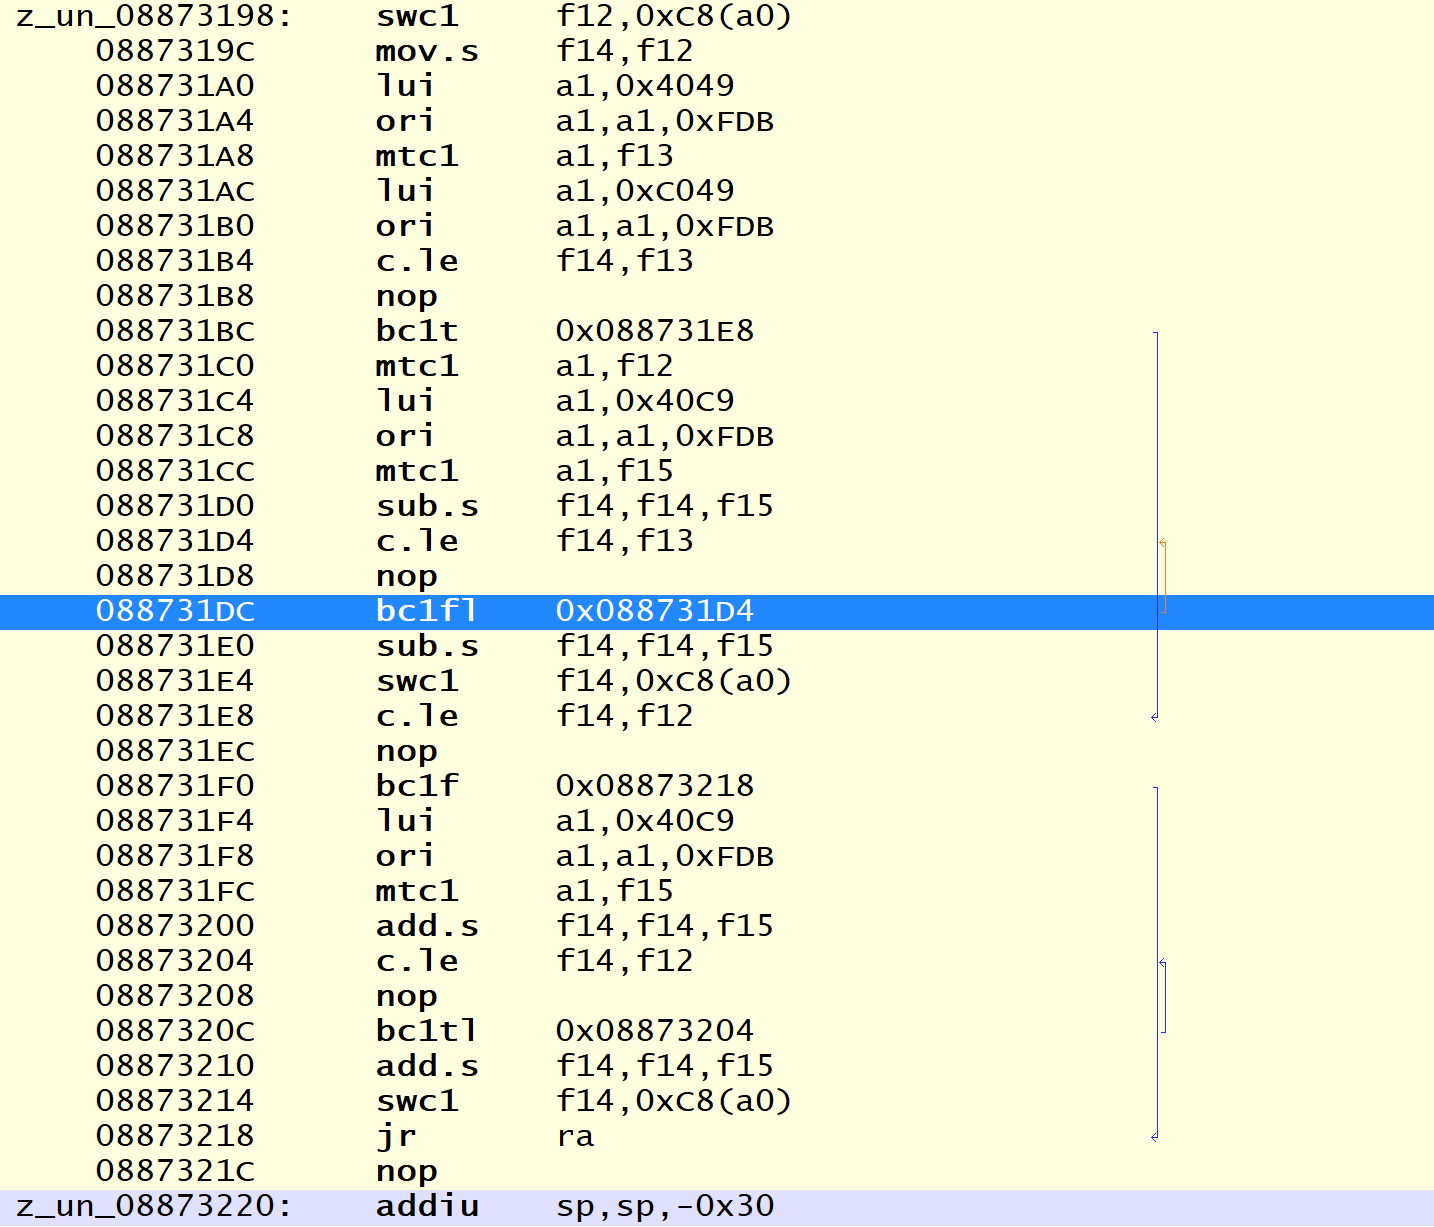 z_un_08873198: swc1 f12,0xC8(a0)
0887319C mov.s f14,f12
088731A0 lui a1,0x4049
088731A4 ori a1,a1,0xFDB
088731A8 mtc1 a1,f13
088731AC lui a1,0xC049
088731B0 ori a1,a1,0xFDB
088731B4 c.le f14,f13
088731B8 nop
088731BC bc1t 0x088731E8
088731C0 mtc1 a1,f12
088731C4 lui a1,0x40C9
088731C8 ori a1,a1,0xFDB
088731CC mtc1 a1,f15
088731D0 sub.s f14,f14,f15
088731D4 c.le f14,f13
088731D8 nop
088731DC bc1fl 0x088731D4
088731E0 sub.s f14,f14,f15
088731E4 swc1 f14,0xC8(a0)
088731E8 c.le f14,f12
088731EC nop
088731F0 bc1f 0x08873218
088731F4 lui a1,0x40C9
088731F8 ori a1,a1,0xFDB
088731FC mtc1 a1,f15
08873200 add.s f14,f14,f15
08873204 c.le f14,f12
08873208 nop
0887320C bc1tl 0x08873204
08873210 add.s f14,f14,f15
08873214 swc1 f14,0xC8(a0)
08873218 jr ra
0887321C nop
z_un_08873220: addiu sp,sp,-0x30